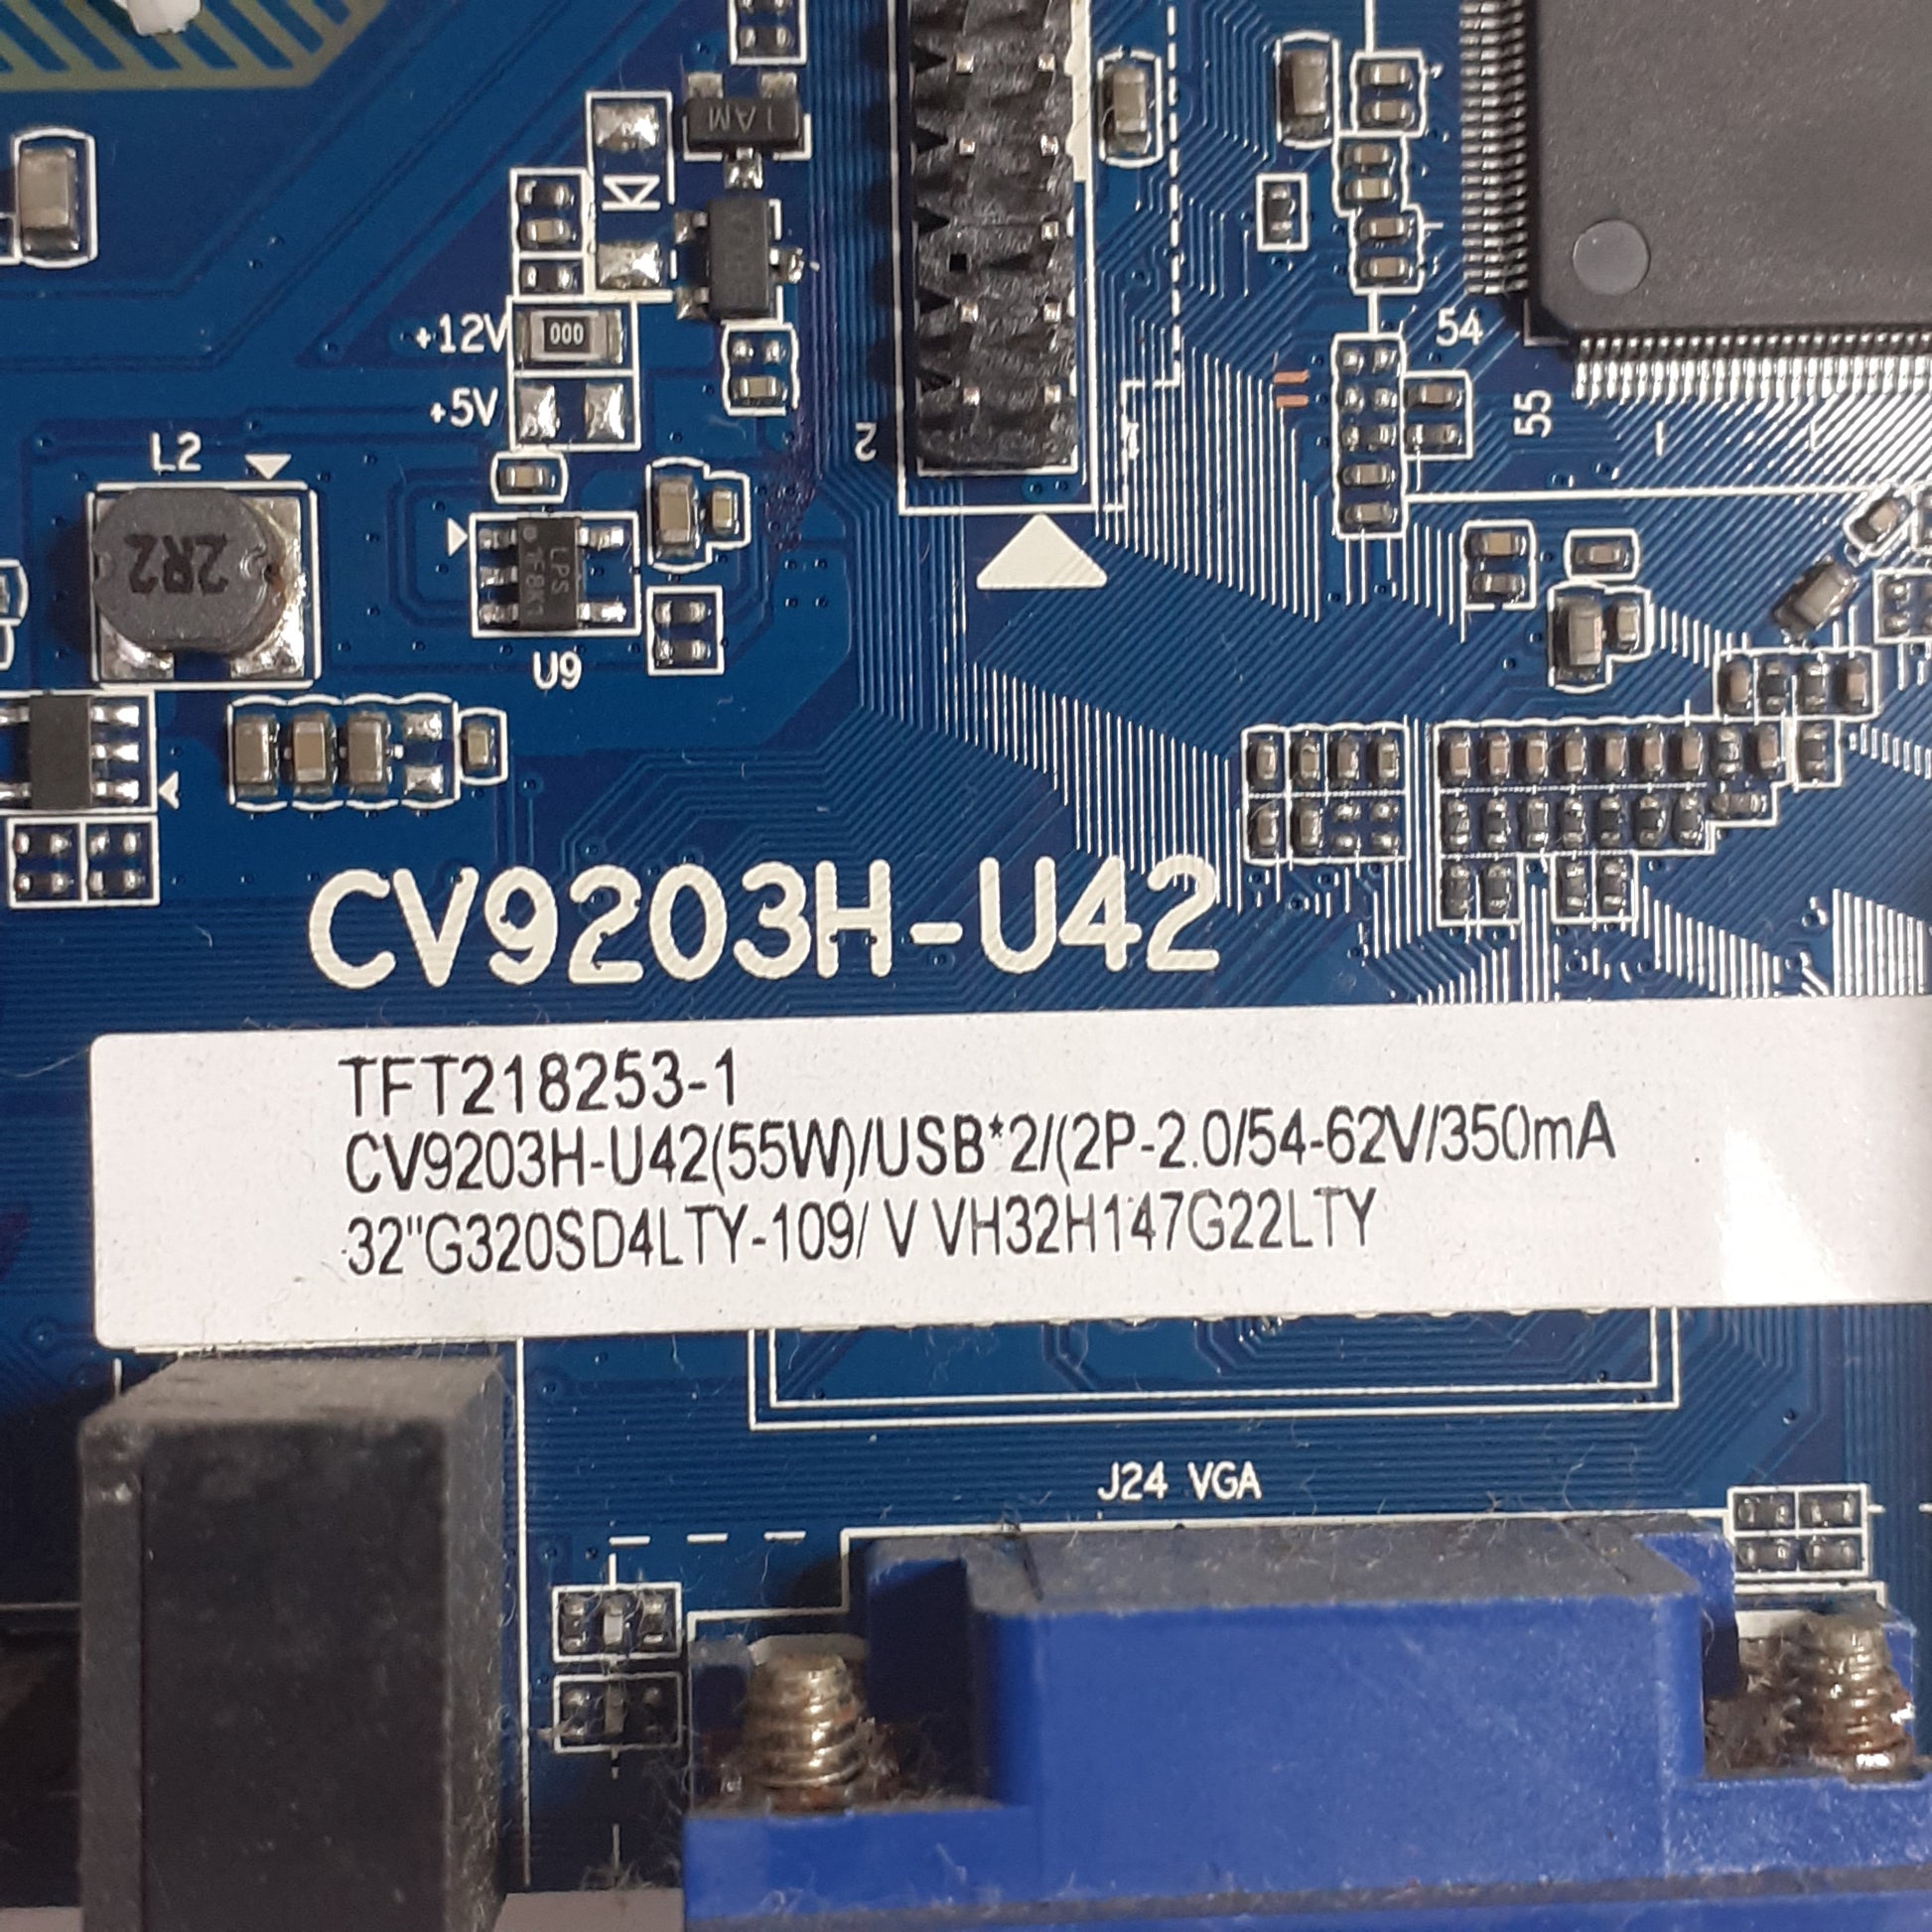 1AM
+12V
000
+5V
2
54
55
L2
2R2
LPS
1F8K1
U9
CV9203H-U42
TFT218253-1
CV9203H-U42(55W)/USB*2/(2P-2.0/54-62V/350mA
32"G320SD4LTY-109/ V VH32H147G22LTY
J24 VGA